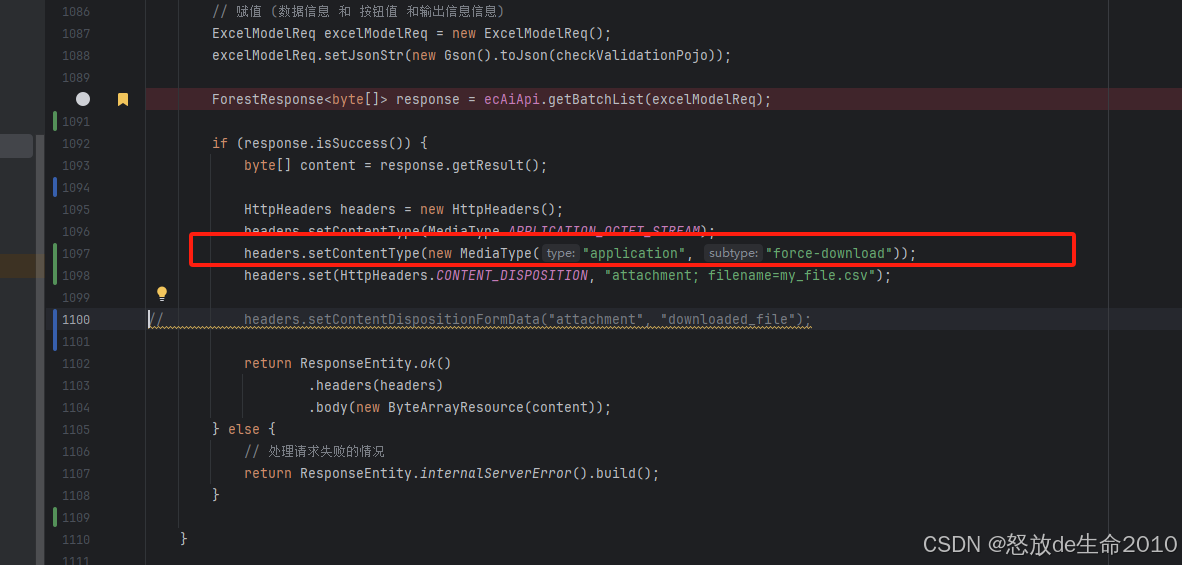 1086 // 赋值 (数据信息 和 按钮值 和输出信息信息)
1087 ExcelModelReq excelModelReq = new ExcelModelReq();
1088 excelModelReq.setJsonStr(new Gson().toJson(checkValidationPojo));
1089
ForestResponse<byte[]> response = ecAiApi.getBatchList(excelModelReq);
1091
1092 if (response.isSuccess()) {
1093 byte[] content = response.getResult();
1094
1095 HttpHeaders headers = new HttpHeaders();
1096 headers.setContentType(MediaType.APPLICATION_OCTET_STREAM);
1097 headers.setContentType(new MediaType( type: "application", subtype: "force-download"));
1098 headers.set(HttpHeaders.CONTENT_DISPOSITION, "attachment; filename=my_file.csv");
1099
1100 // headers.setContentDispositionFormData("attachment", "downloaded_file");
1101
1102 return ResponseEntity.ok()
1103 .headers(headers)
1104 .body(new ByteArrayResource(content));
1105 } else {
1106 // 处理请求失败的情况
1107 return ResponseEntity.internalServerError().build();
1108 }
1109
1110 }
1111
CSDN @怒放de生命2010